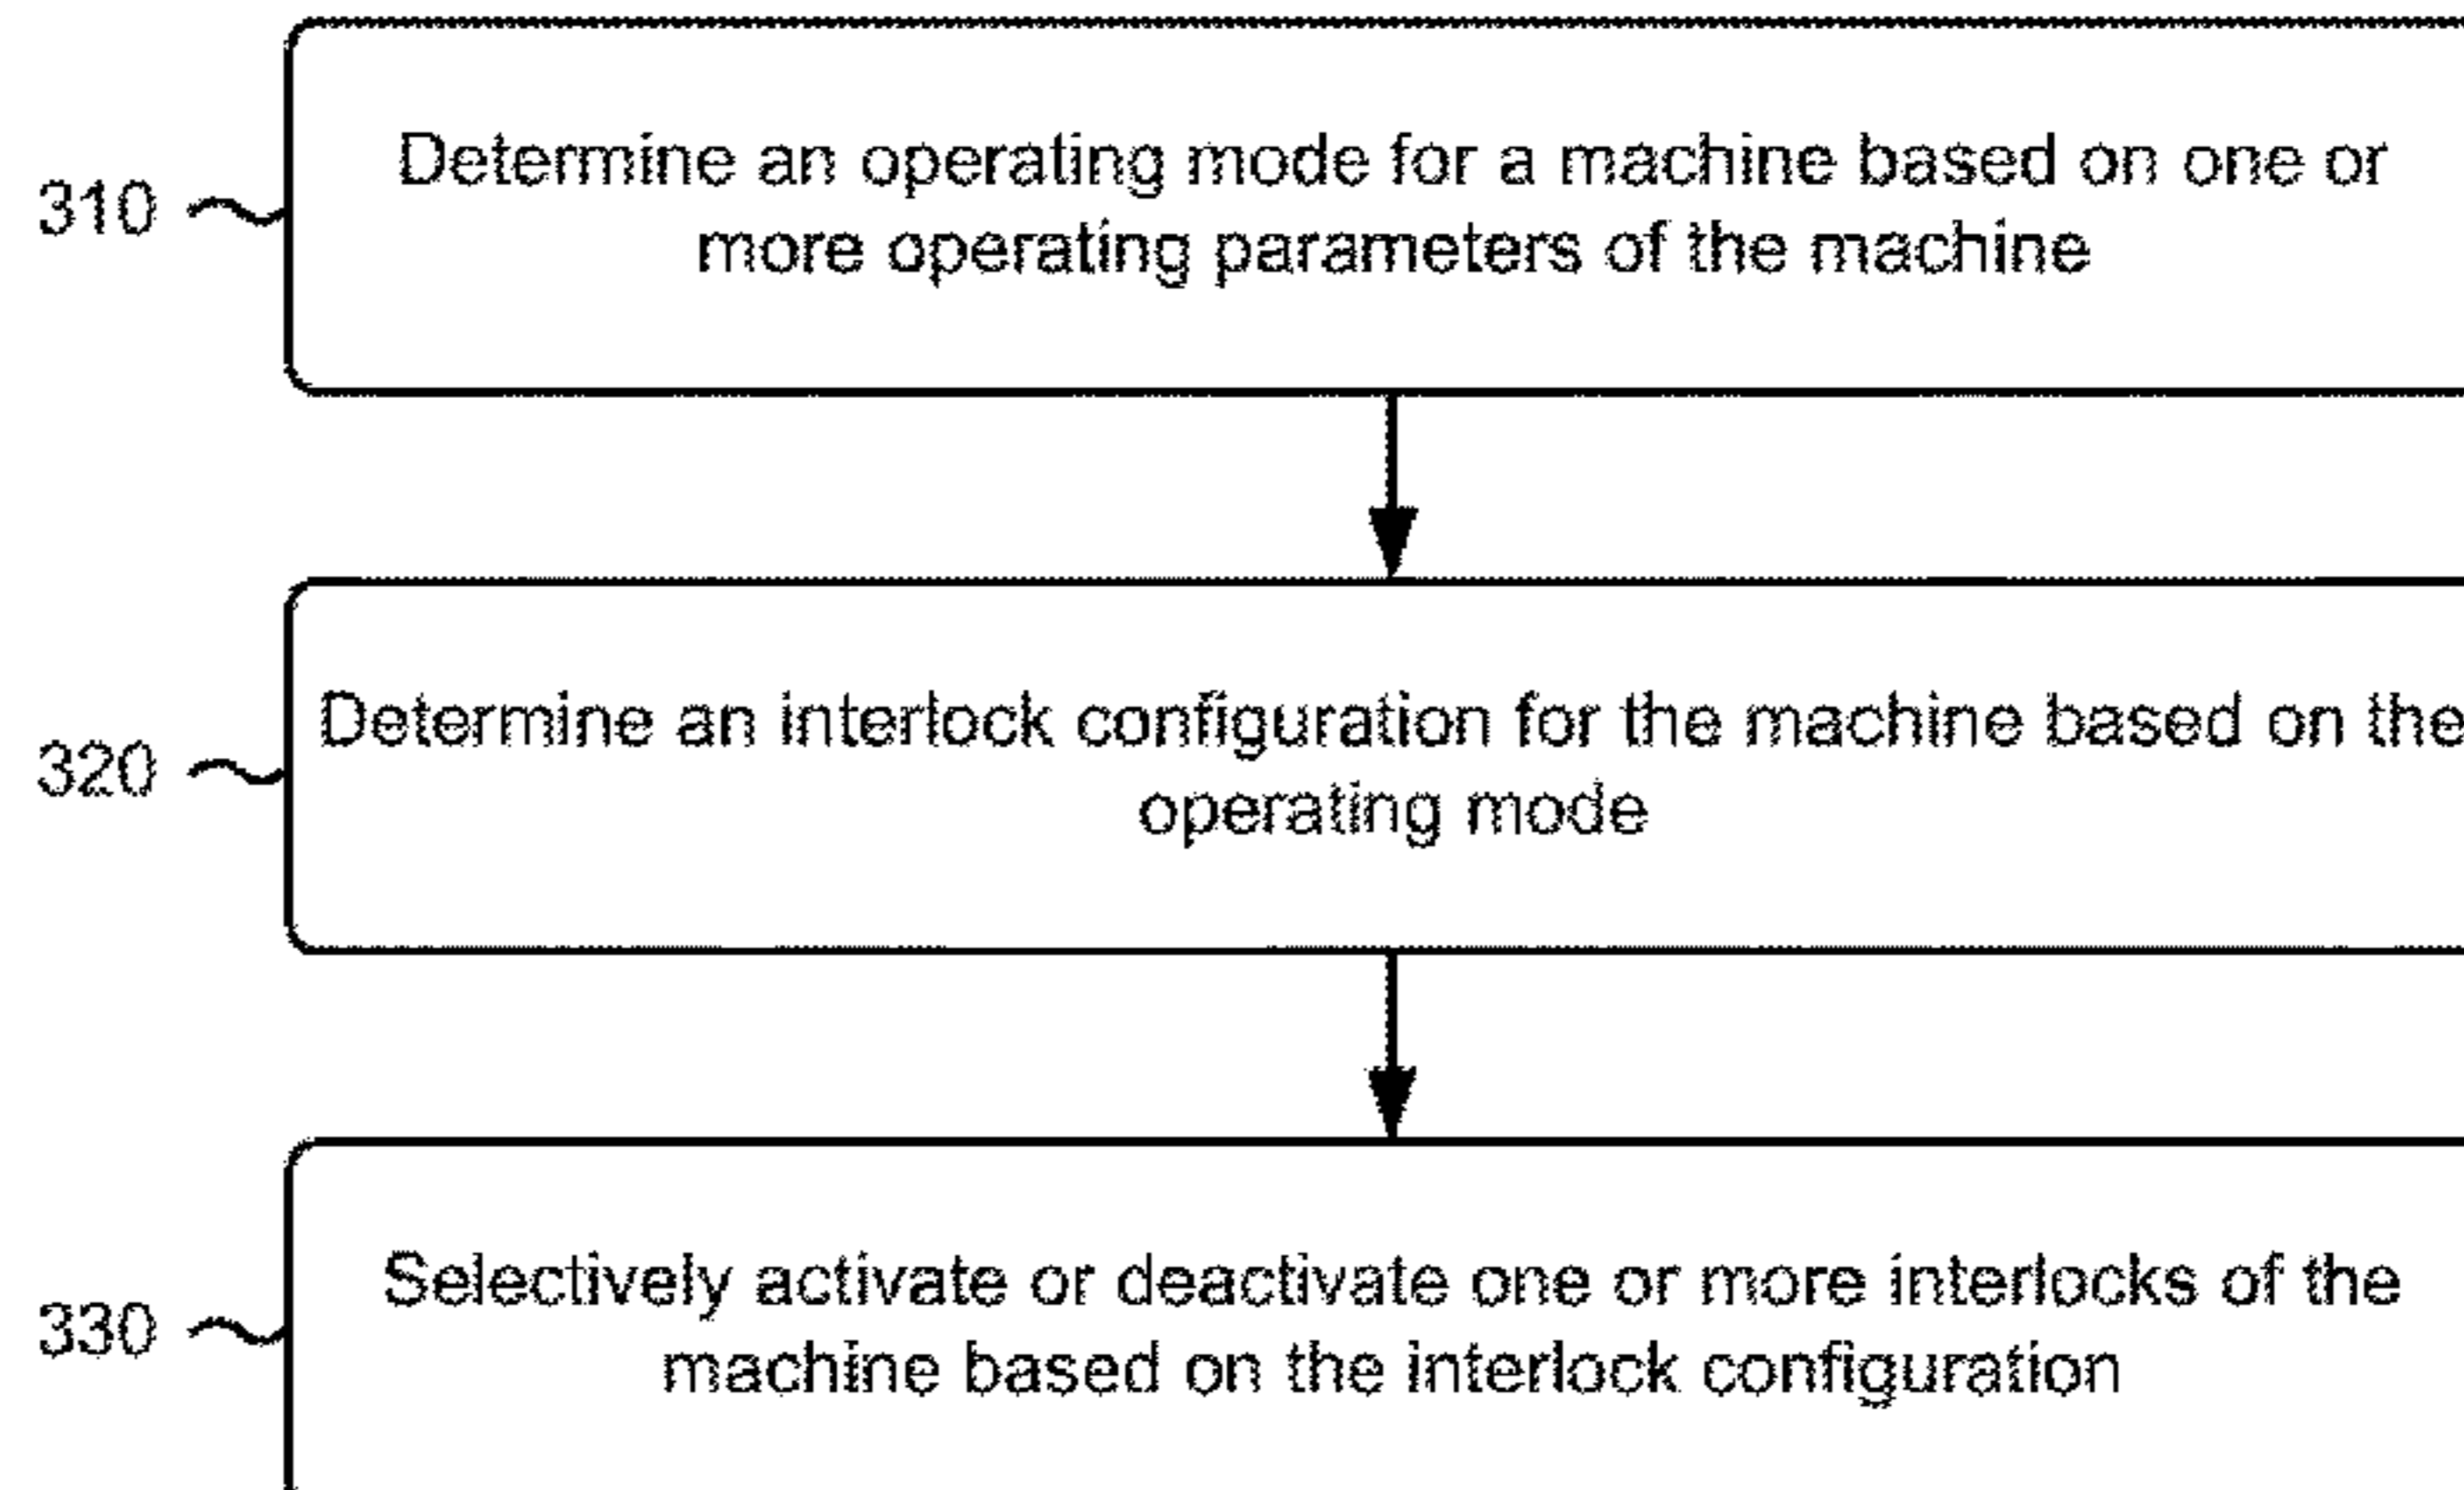 310
Determine an operating mode for a machine based on one or
more operating parameters of the machine
320
Determine an interlock configuration for the machine based on the
operating mode
330
Selectively activate or deactivate one or more interlocks of the
machine based on the interlock configuration